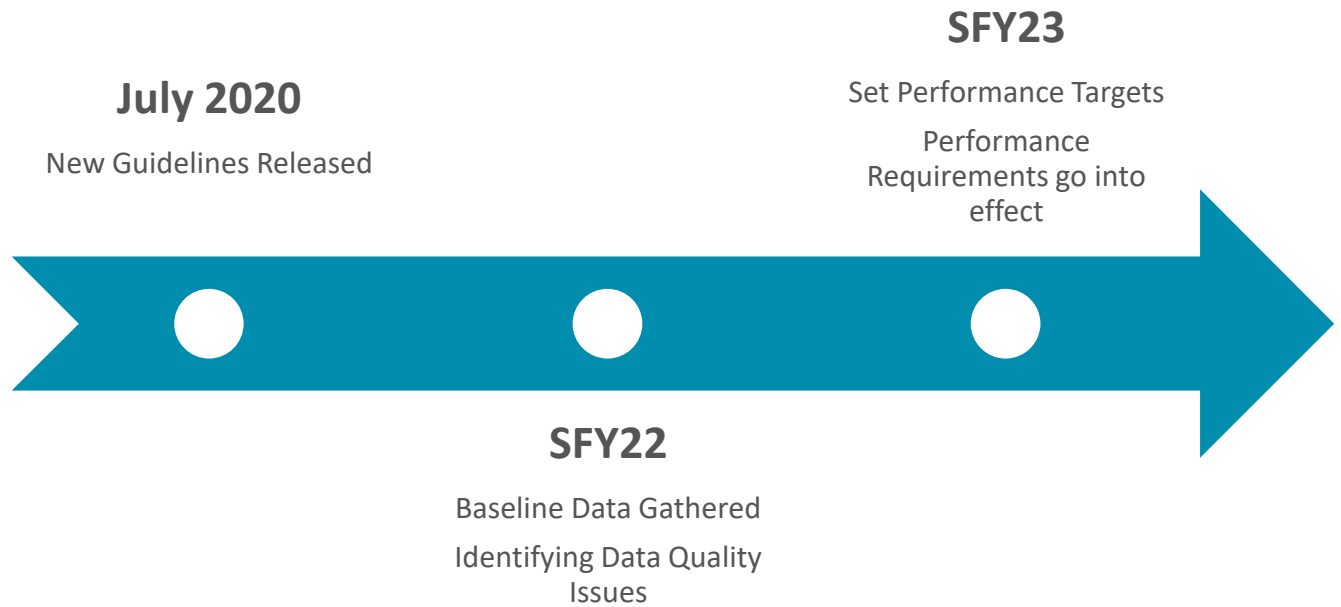 July 2020
New Guidelines Released
SFY22
Baseline Data Gathered
Identifying Data Quality
Issues
SFY23
Set Performance Targets
Performance
Requirements go into
effect